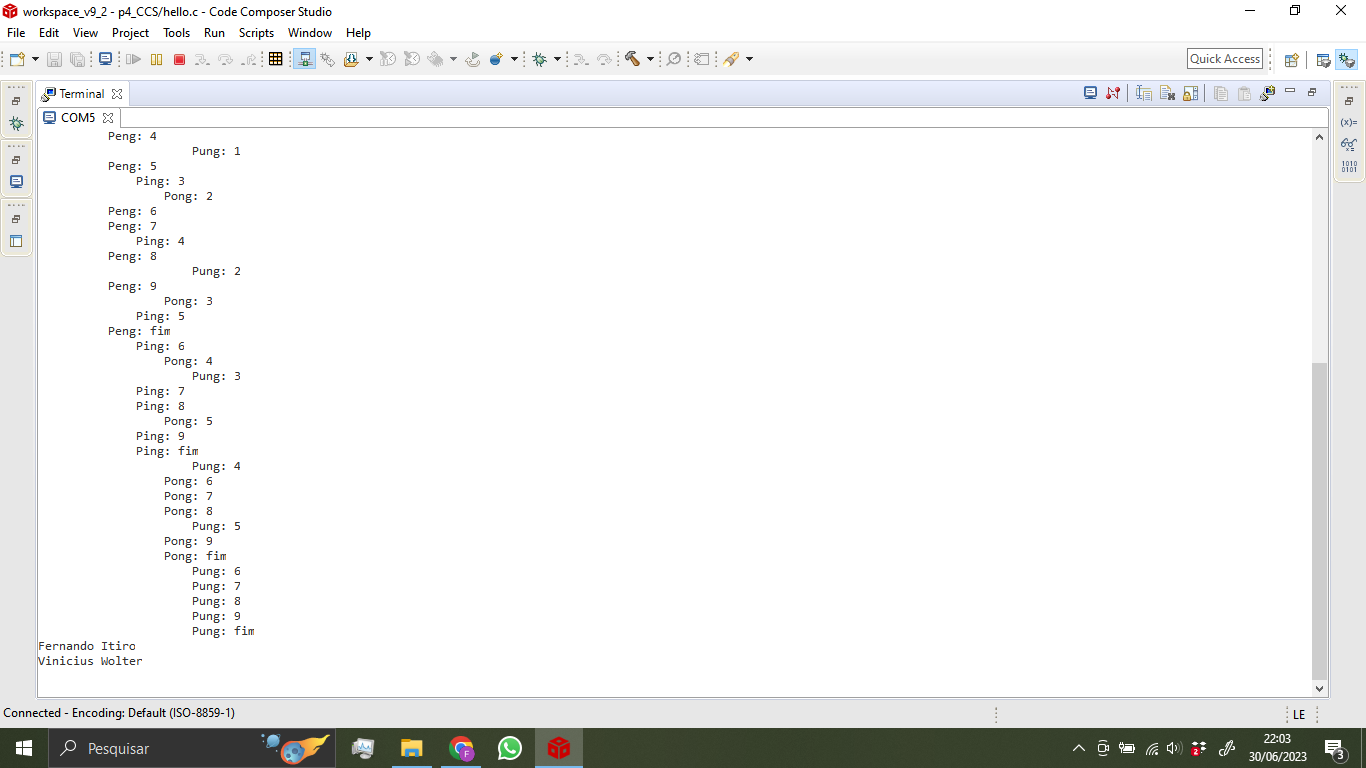 workspace_v9_2 - p4_CCS/hello.c - Code Composer Studio
File Edit View Project Tools Run Scripts Window Help
Quick Access
Terminal
COM5
Peng: 4
Pung: 1
Peng: 5
Ping: 3
Pong: 2
Peng: 6
Peng: 7
Ping: 4
Peng: 8
Pung: 2
Peng: 9
Pong: 3
Ping: 5
Peng: fim
Ping: 6
Pong: 4
Pung: 3
Ping: 7
Ping: 8
Pong: 5
Ping: 9
Ping: fim
Pung: 4
Pong: 6
Pong: 7
Pong: 8
Pung: 5
Pong: 9
Pong: fim
Pung: 6
Pung: 7
Pung: 8
Pung: 9
Pung: fim
Fernando Itiro
Vinicius Wolter
(x)=
1010
0101
Connected - Encoding: Default (ISO-8859-1)
LE
Pesquisar
F
2
22:03
30/06/2023
3